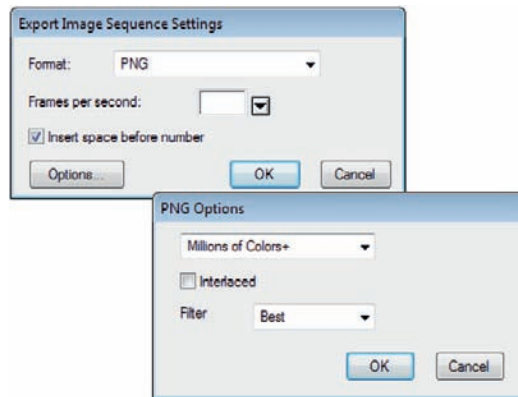 Export Image Sequence Settings
Format: PNG
Frames per second:
Insert space before number
Options... OK Cancel
PNG Options
Millions of Colors+
Interlaced
Filter Best
OK Cancel